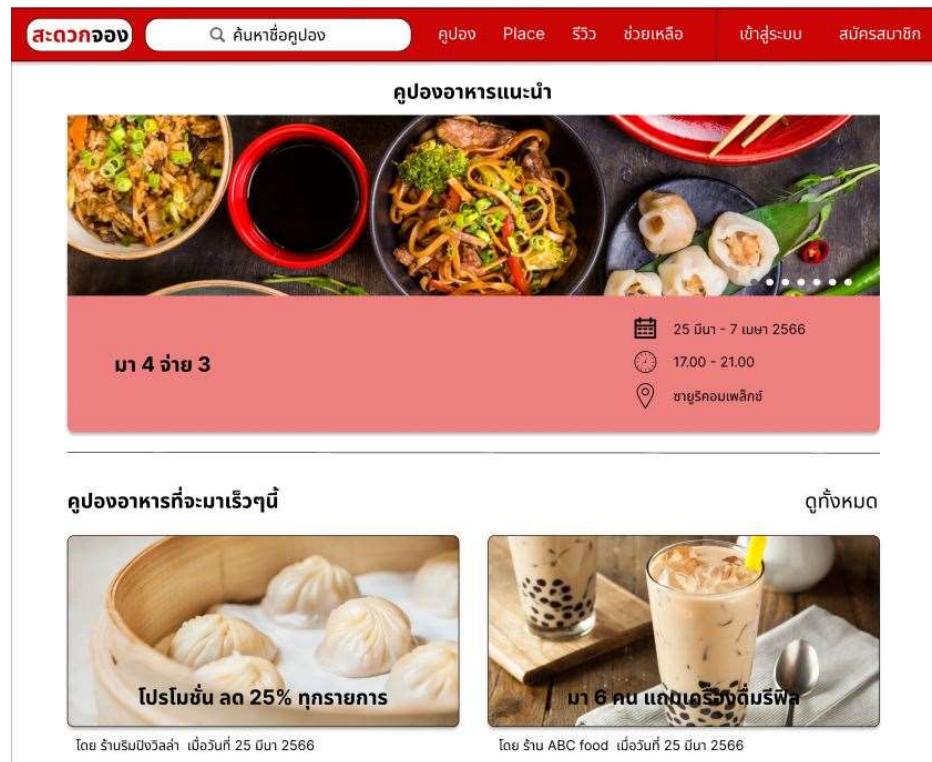 สะดวกจอง ค้นหาชื่อคูปอง คูปอง Place รีวิว ช่วยเหลือ เข้าสู่ระบบ สมัครสมาชิก
คูปองอาหารแนะนำ
มา 4 จ่าย 3
25 มีนา - 7 เมษา 2566
17.00 - 21.00
ซายูริคอมเพล็กซ์
คูปองอาหารที่จะมาเร็วๆนี้ ดูทั้งหมด
โปรโมชั่น ลด 25% ทุกรายการ
มา 6 คน แถมเครื่องดื่มรีฟิล
โดย ร้านริมปิงวิลล่า เมื่อวันที่ 25 มีนา 2566
โดย ร้าน ABC food เมื่อวันที่ 25 มีนา 2566